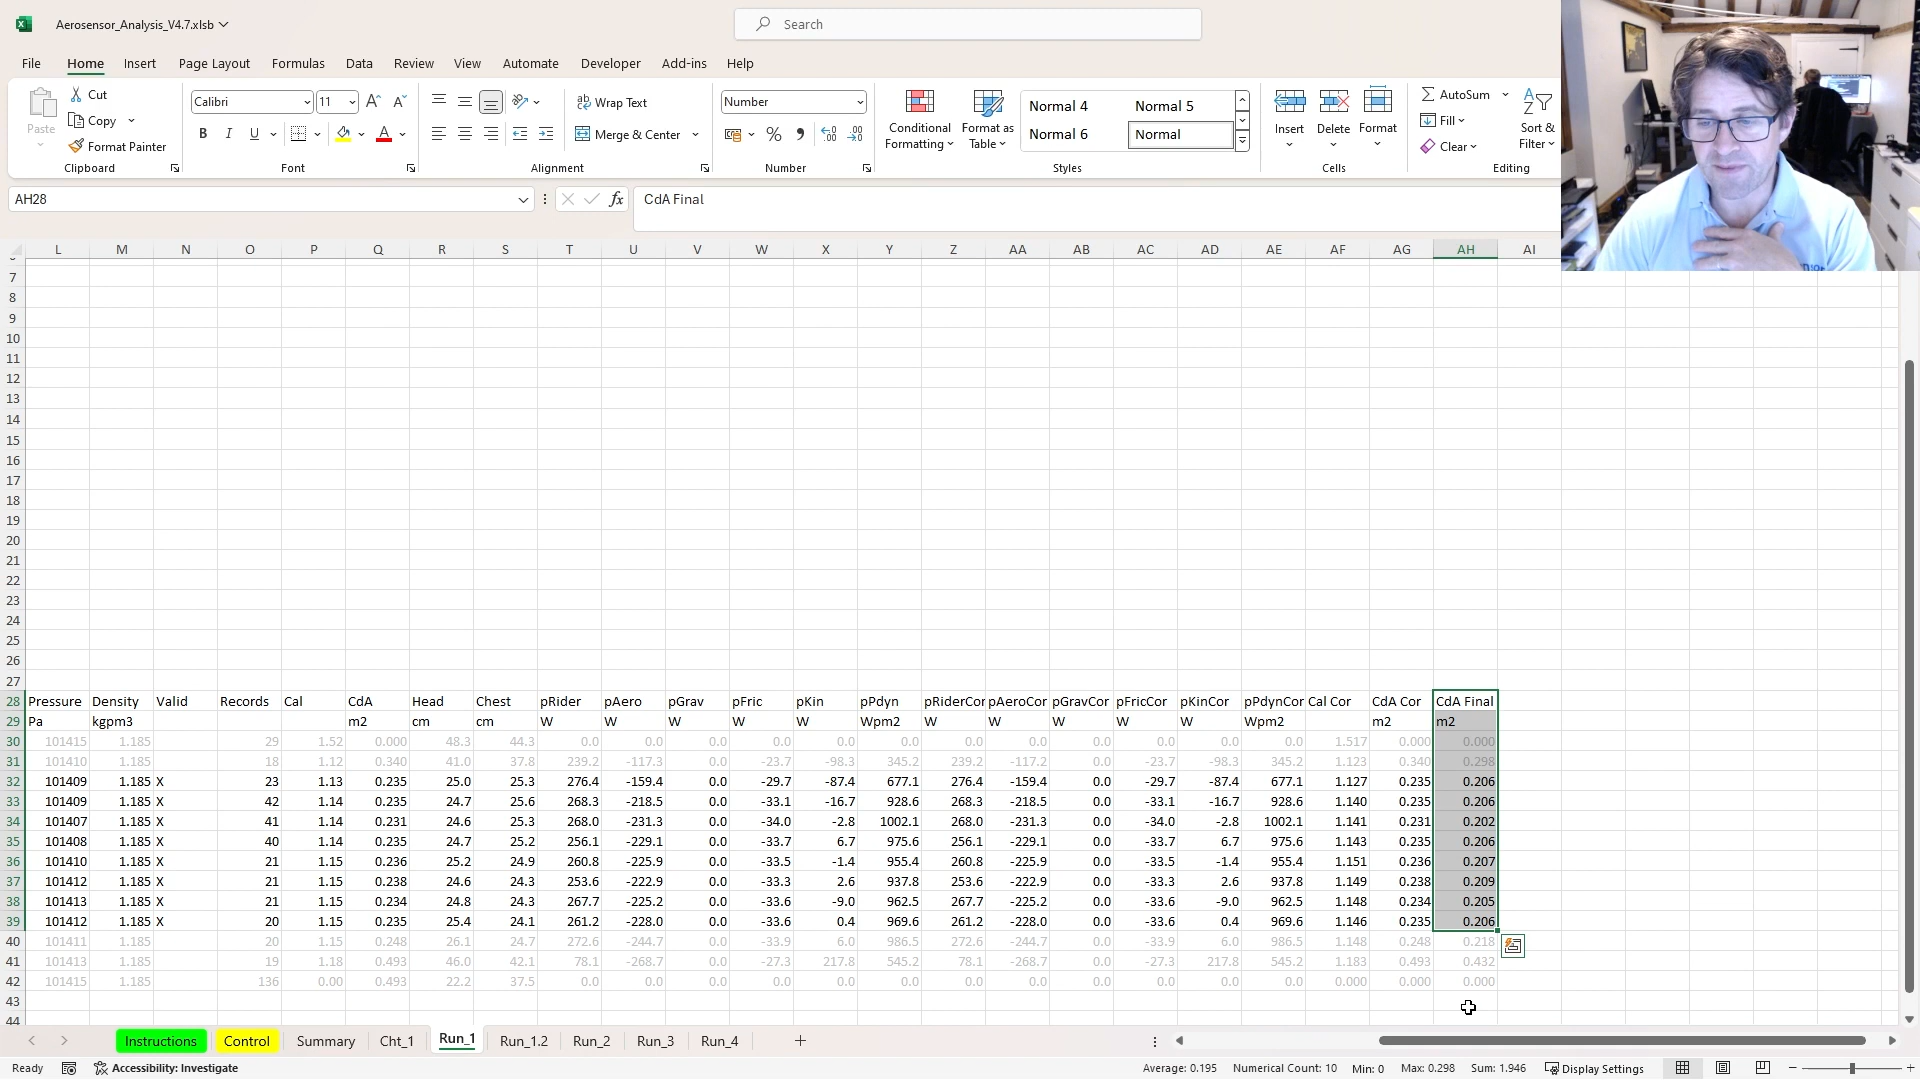 Aerosensor_Analysis_V4.7.xlsb
Search
File Home Insert Page Layout Formulas Data Review View Automate Developer Add-ins Help
Paste Cut Copy Format Painter Clipboard
Calibri 11 B I U A Font
Wrap Text Merge & Center Alignment
Number % Number
Conditional Formatting Format as Table Normal 4 Normal 5 Normal 6 Normal Styles
Insert Delete Format Cells
AutoSum Fill Clear Sort & Filter Editing
AH28 fx CdA Final
L M N O P Q R S T U V W X Y Z AA AB AC AD AE AF AG AH AI
7
8
9
10
11
12
13
14
15
16
17
18
19
20
21
22
23
24
25
26
27
28 Pressure Density Valid Records Cal CdA Head Chest pRider pAero pGrav pFric pKin pPdyn pRiderCor pAeroCor pGravCor pFricCor pKinCor pPdynCor Cal Cor CdA Cor CdA Final
29 Pa kgpm3 m2 cm cm W W W W W Wpm2 W W W W W Wpm2 m2 m2
30 101415 1.185 29 1.52 0.000 48.3 44.3 0.0 0.0 0.0 0.0 0.0 0.0 0.0 0.0 0.0 0.0 0.0 0.0 1.517 0.000 0.000
31 101410 1.185 18 1.12 0.340 41.0 37.8 239.2 -117.3 0.0 -23.7 -98.3 345.2 239.2 -117.2 0.0 -23.7 -98.3 345.2 1.123 0.340 0.298
32 101409 1.185 X 23 1.13 0.235 25.0 25.3 276.4 -159.4 0.0 -29.7 -87.4 677.1 276.4 -159.4 0.0 -29.7 -87.4 677.1 1.127 0.235 0.206
33 101409 1.185 X 42 1.14 0.235 24.7 25.6 268.3 -218.5 0.0 -33.1 -16.7 928.6 268.3 -218.5 0.0 -33.1 -16.7 928.6 1.140 0.235 0.206
34 101407 1.185 X 41 1.14 0.231 24.6 25.3 268.0 -231.3 0.0 -34.0 -2.8 1002.1 268.0 -231.3 0.0 -34.0 -2.8 1002.1 1.141 0.231 0.202
35 101408 1.185 X 40 1.14 0.235 24.7 25.2 256.1 -229.1 0.0 -33.7 6.7 975.6 256.1 -229.1 0.0 -33.7 6.7 975.6 1.143 0.235 0.206
36 101410 1.185 X 21 1.15 0.236 25.2 24.9 260.8 -225.9 0.0 -33.5 -1.4 955.4 260.8 -225.9 0.0 -33.5 -1.4 955.4 1.151 0.236 0.207
37 101412 1.185 X 21 1.15 0.238 24.6 24.3 253.6 -222.9 0.0 -33.3 2.6 937.8 253.6 -222.9 0.0 -33.3 2.6 937.8 1.149 0.238 0.209
38 101413 1.185 X 21 1.15 0.234 24.8 24.3 267.7 -225.2 0.0 -33.6 -9.0 962.5 267.7 -225.2 0.0 -33.6 -9.0 962.5 1.148 0.234 0.205
39 101412 1.185 X 20 1.15 0.235 25.4 24.1 261.2 -228.0 0.0 -33.6 0.4 969.6 261.2 -228.0 0.0 -33.6 0.4 969.6 1.146 0.235 0.206
40 101411 1.185 20 1.15 0.248 26.1 24.7 272.6 -244.7 0.0 -33.9 6.0 986.5 272.6 -244.7 0.0 -33.9 6.0 986.5 1.148 0.248 0.218
41 101413 1.185 19 1.18 0.493 46.0 42.1 78.1 -268.7 0.0 -27.3 217.8 545.2 78.1 -268.7 0.0 -27.3 217.8 545.2 1.183 0.493 0.432
42 101415 1.185 136 0.00 0.493 22.2 37.5 0.0 0.0 0.0 0.0 0.0 0.0 0.0 0.0 0.0 0.0 0.0 0.0 0.000 0.000 0.000
43
44
Instructions Control Summary Cht_1 Run_1 Run_1.2 Run_2 Run_3 Run_4
Ready Accessibility: Investigate Average: 0.195 Numerical Count: 10 Min: 0 Max: 0.298 Sum: 1.946 Display Settings